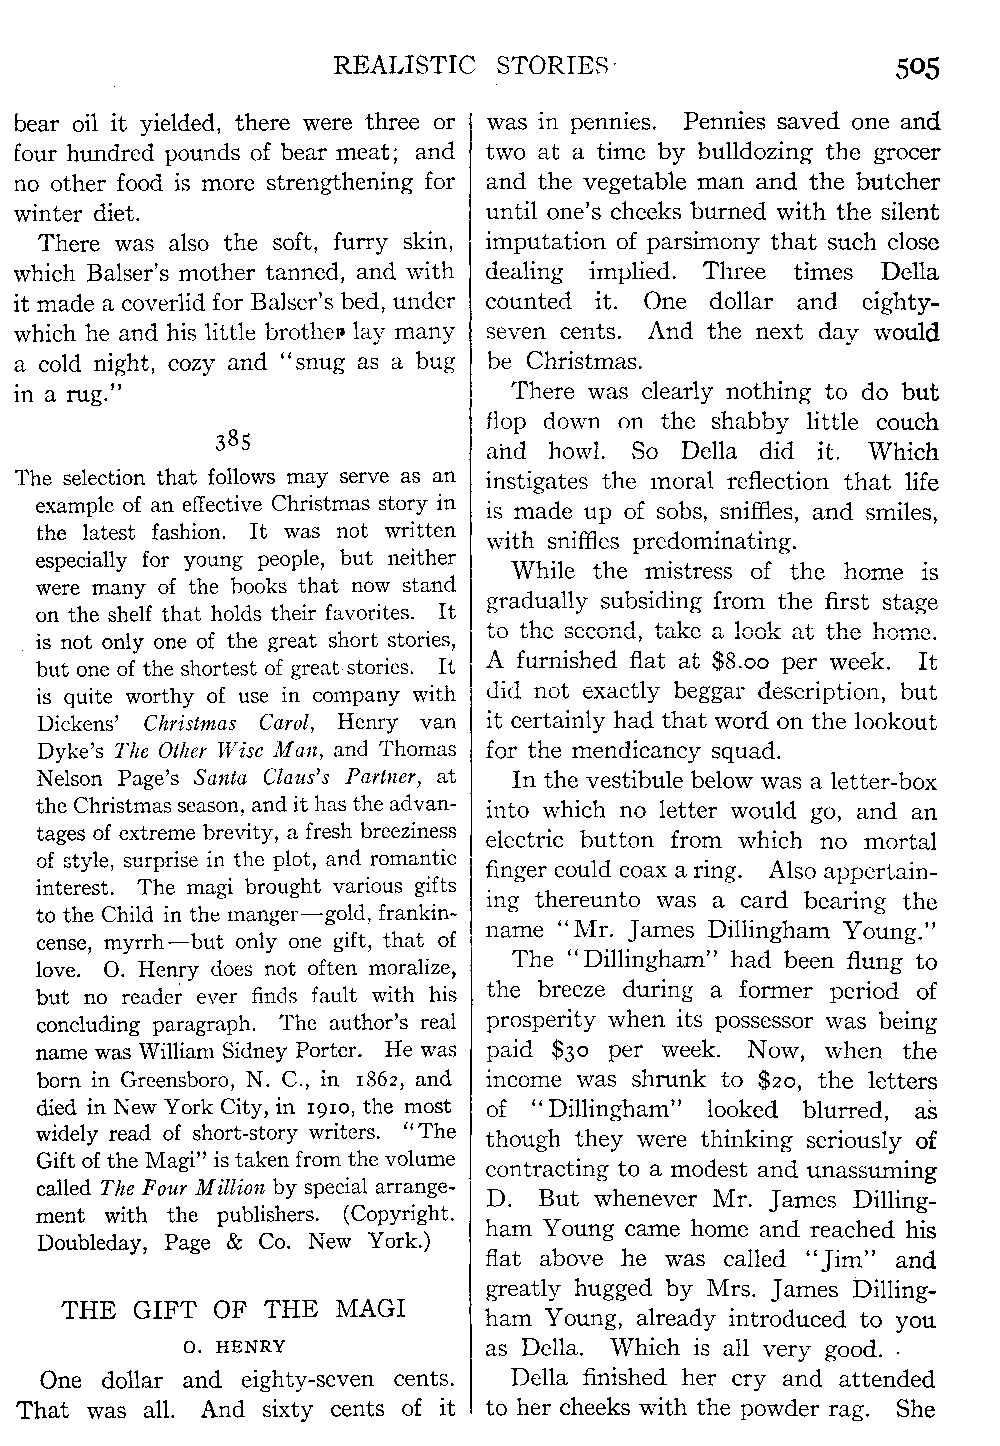 REALISTIC STORIES 505
bear oil it yielded, there were three or
four hundred pounds of bear meat; and
no other food is more strengthening for
winter diet.
There was also the soft, furry skin,
which Balser's mother tanned, and with
it made a coverlid for Balser's bed, under
which he and his little brother lay many
a cold night, cozy and "snug as a bug
in a rug."
385
The selection that follows may serve as an
example of an effective Christmas story in
the latest fashion. It was not written
especially for young people, but neither
were many of the books that now stand
on the shelf that holds their favorites. It
is not only one of the great short stories,
but one of the shortest of great stories. It
is quite worthy of use in company with
Dickens' Christmas Carol, Henry van
Dyke's The Other Wise Man, and Thomas
Nelson Page's Santa Claus's Partner, at
the Christmas season, and it has the advan-
tages of extreme brevity, a fresh breeziness
of style, surprise in the plot, and romantic
interest. The magi brought various gifts
to the Child in the manger—gold, frankin-
cense, myrrh—but only one gift, that of
love. O. Henry does not often moralize,
but no reader ever finds fault with his
concluding paragraph. The author's real
name was William Sidney Porter. He was
born in Greensboro, N. C., in 1862, and
died in New York City, in 1910, the most
widely read of short-story writers. "The
Gift of the Magi" is taken from the volume
called The Four Million by special arrange-
ment with the publishers. (Copyright.
Doubleday, Page & Co. New York.)
THE GIFT OF THE MAGI
O. HENRY
One dollar and eighty-seven cents.
That was all. And sixty cents of it
was in pennies. Pennies saved one and
two at a time by bulldozing the grocer
and the vegetable man and the butcher
until one's cheeks burned with the silent
imputation of parsimony that such close
dealing implied. Three times Della
counted it. One dollar and eighty-
seven cents. And the next day would
be Christmas.
There was clearly nothing to do but
flop down on the shabby little couch
and howl. So Della did it. Which
instigates the moral reflection that life
is made up of sobs, sniffles, and smiles,
with sniffles predominating.
While the mistress of the home is
gradually subsiding from the first stage
to the second, take a look at the home.
A furnished flat at $8.00 per week. It
did not exactly beggar description, but
it certainly had that word on the lookout
for the mendicancy squad.
In the vestibule below was a letter-box
into which no letter would go, and an
electric button from which no mortal
finger could coax a ring. Also appertain-
ing thereunto was a card bearing the
name "Mr. James Dillingham Young."
The "Dillingham" had been flung to
the breeze during a former period of
prosperity when its possessor was being
paid $30 per week. Now, when the
income was shrunk to $20, the letters
of "Dillingham" looked blurred, as
though they were thinking seriously of
contracting to a modest and unassuming
D. But whenever Mr. James Dilling-
ham Young came home and reached his
flat above he was called "Jim" and
greatly hugged by Mrs. James Dilling-
ham Young, already introduced to you
as Della. Which is all very good.
Della finished her cry and attended
to her cheeks with the powder rag. She